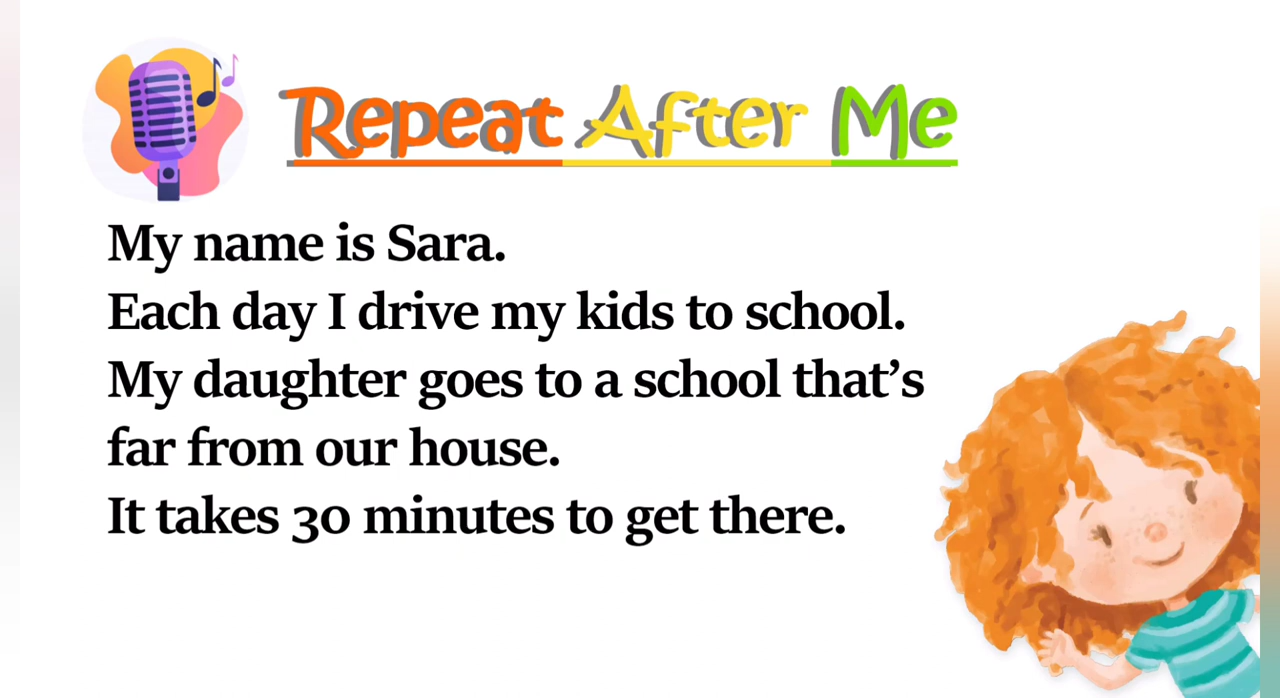 Repeat After Me
My name is Sara.
Each day I drive my kids to school.
My daughter goes to a school that’s
far from our house.
It takes 30 minutes to get there.